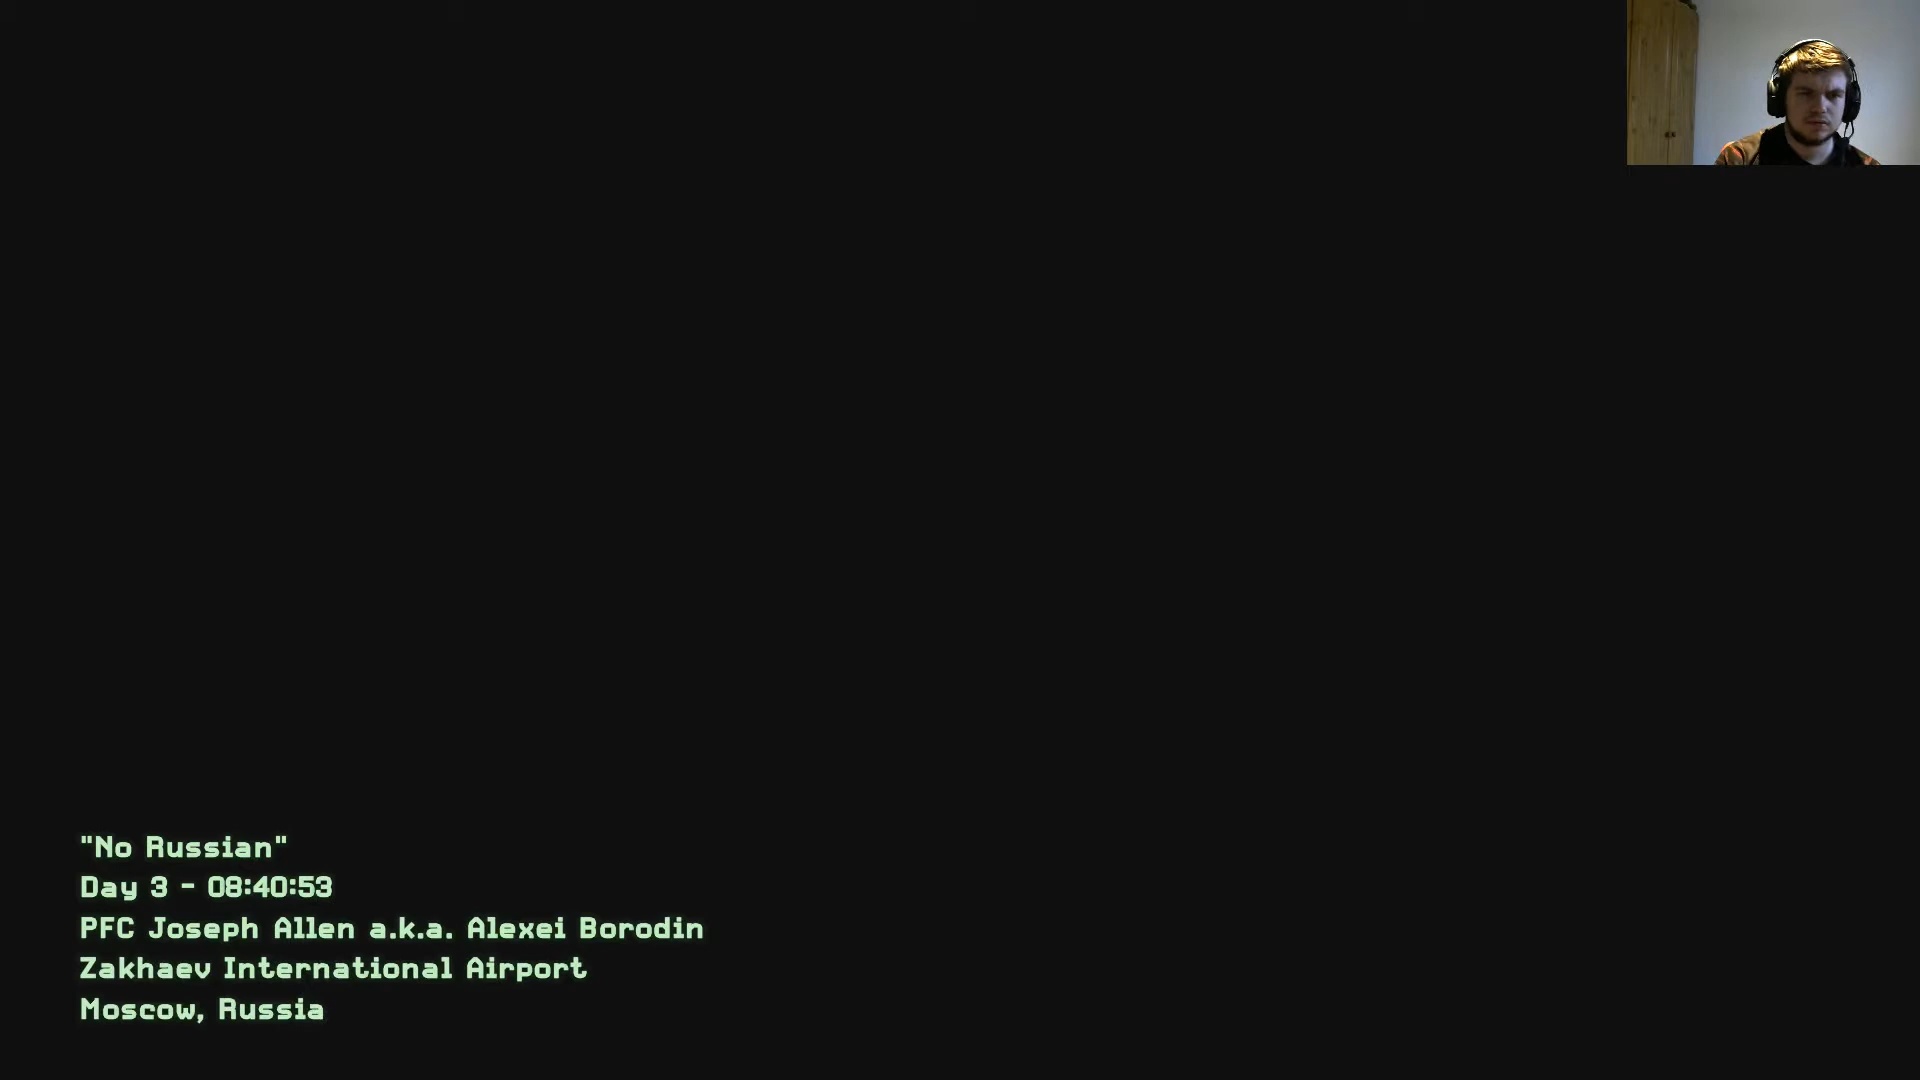 "No Russian"
Day 3 - 08:40:53
PFC Joseph Allen a.k.a. Alexei Borodin
Zakhaev International Airport
Moscow, Russia